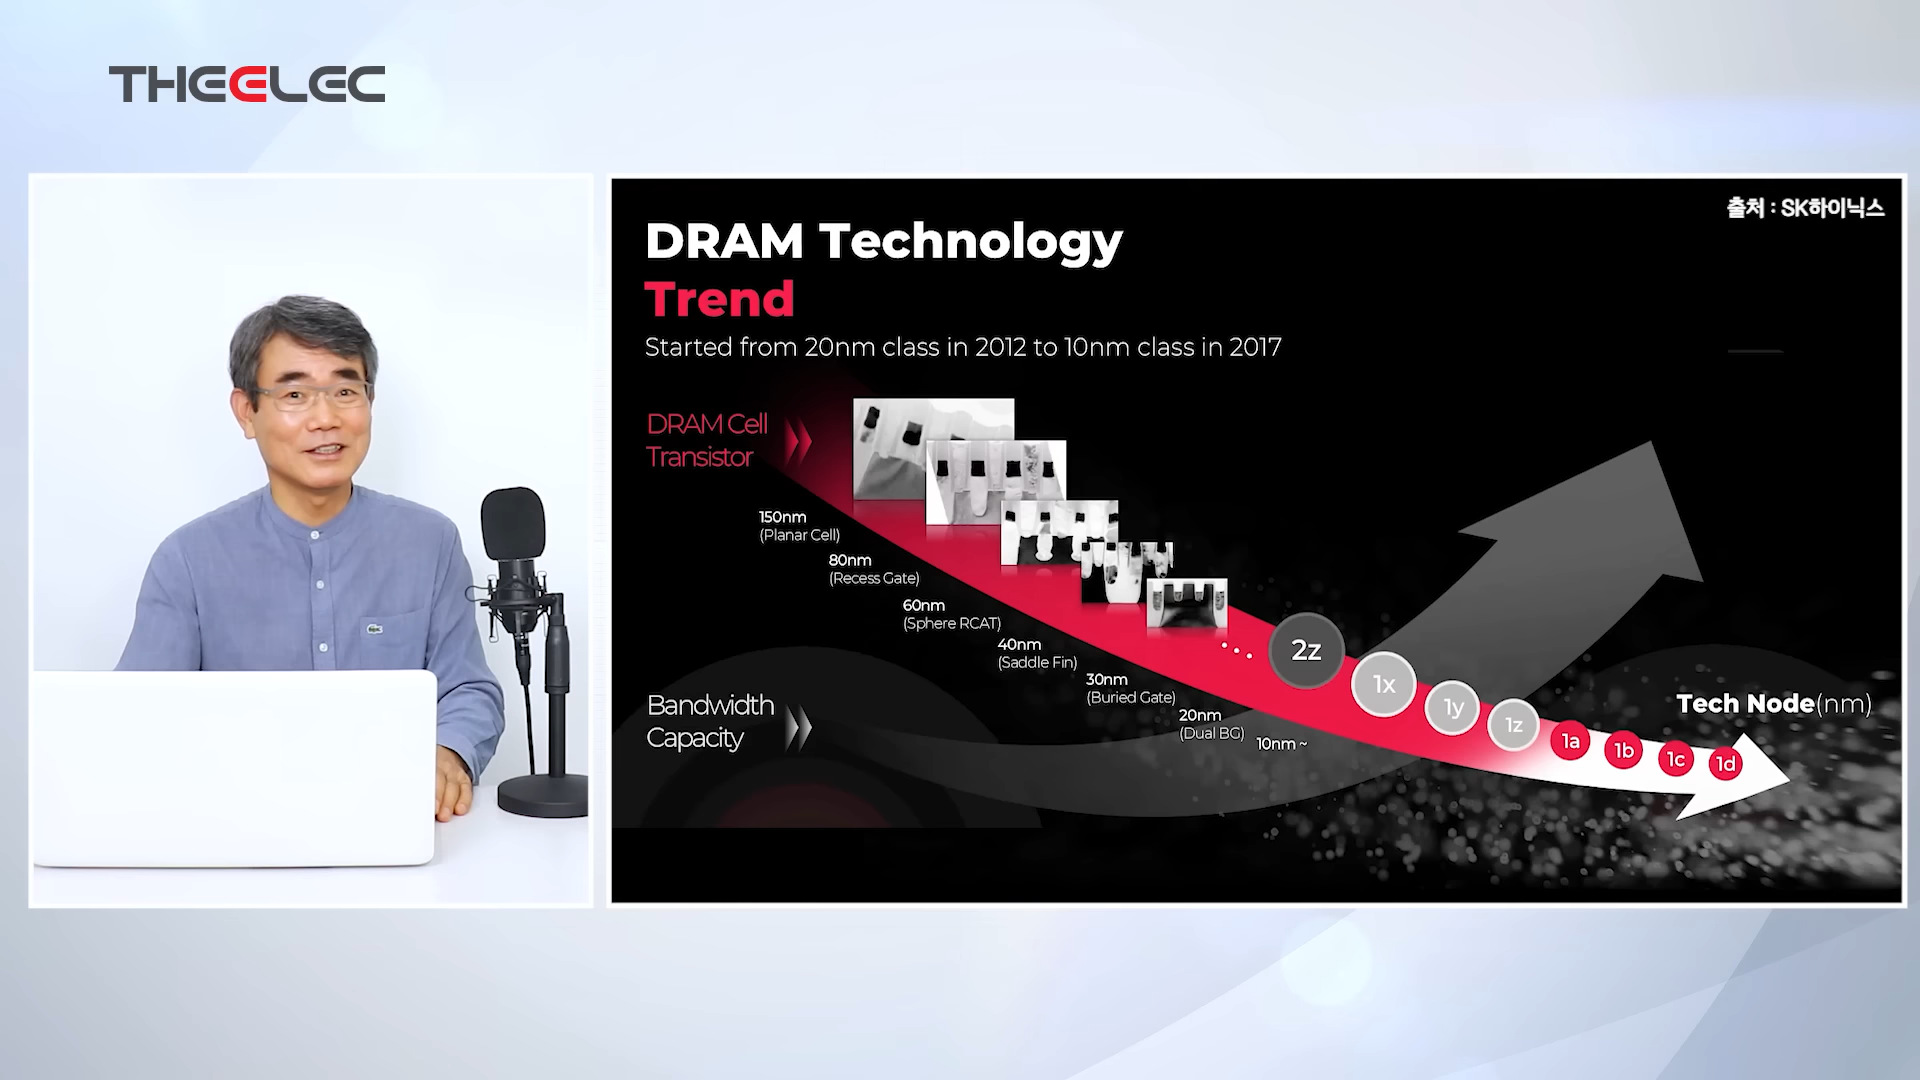 THEELEC
출처 : SK하이닉스
DRAM Technology
Trend
Started from 20nm class in 2012 to 10nm class in 2017
DRAM Cell
Transistor
150nm
(Planar Cell)
80nm
(Recess Gate)
60nm
(Sphere RCAT)
40nm
(Saddle Fin)
30nm
(Buried Gate)
20nm
(Dual BG)
10nm ~
2z
1x
1y
1z
1a
1b
1c
1d
Bandwidth
Capacity
Tech Node(nm)